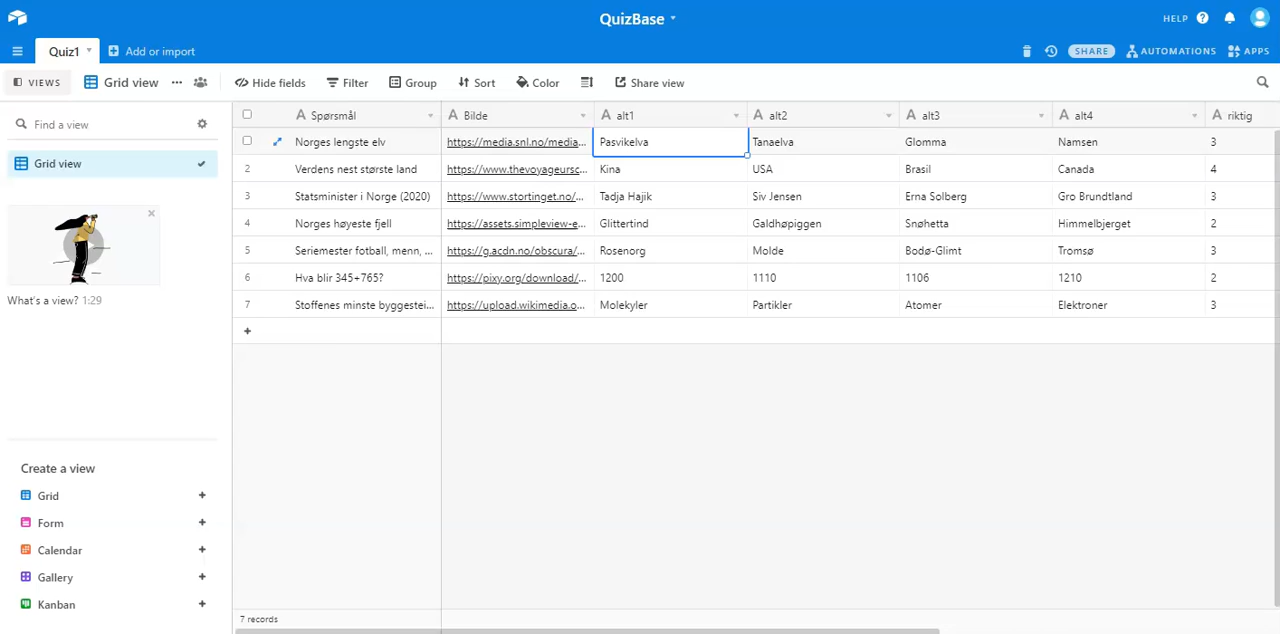 QuizBase
HELP
Quiz1
Add or import
SHARE
AUTOMATIONS
APPS
VIEWS
Grid view
Hide fields
Filter
Group
Sort
Color
Share view
Find a view
Grid view
What's a view? 1:29
Create a view
Grid +
Form +
Calendar +
Gallery +
Kanban +
Spørsmål Bilde alt1 alt2 alt3 alt4 riktig
Norges lengste elv https://media.snl.no/media... Pasvikelva Tanaelva Glomma Namsen 3
2 Verdens nest største land https://www.thevoyageursc... Kina USA Brasil Canada 4
3 Statsminister i Norge (2020) https://www.stortinget.no/... Tadja Hajik Siv Jensen Erna Solberg Gro Brundtland 3
4 Norges høyeste fjell https://assets.simpleview-e... Glittertind Galdhøpiggen Snøhetta Himmelbjerget 2
5 Seriemester fotball, menn, ... https://g.acdn.no/obscura/... Rosenorg Molde Bodø-Glimt Tromsø 3
6 Hva blir 345+765? https://pixy.org/download/... 1200 1110 1106 1210 2
7 Stoffenes minste byggestei... https://upload.wikimedia.o... Molekyler Partikler Atomer Elektroner 3
+
7 records